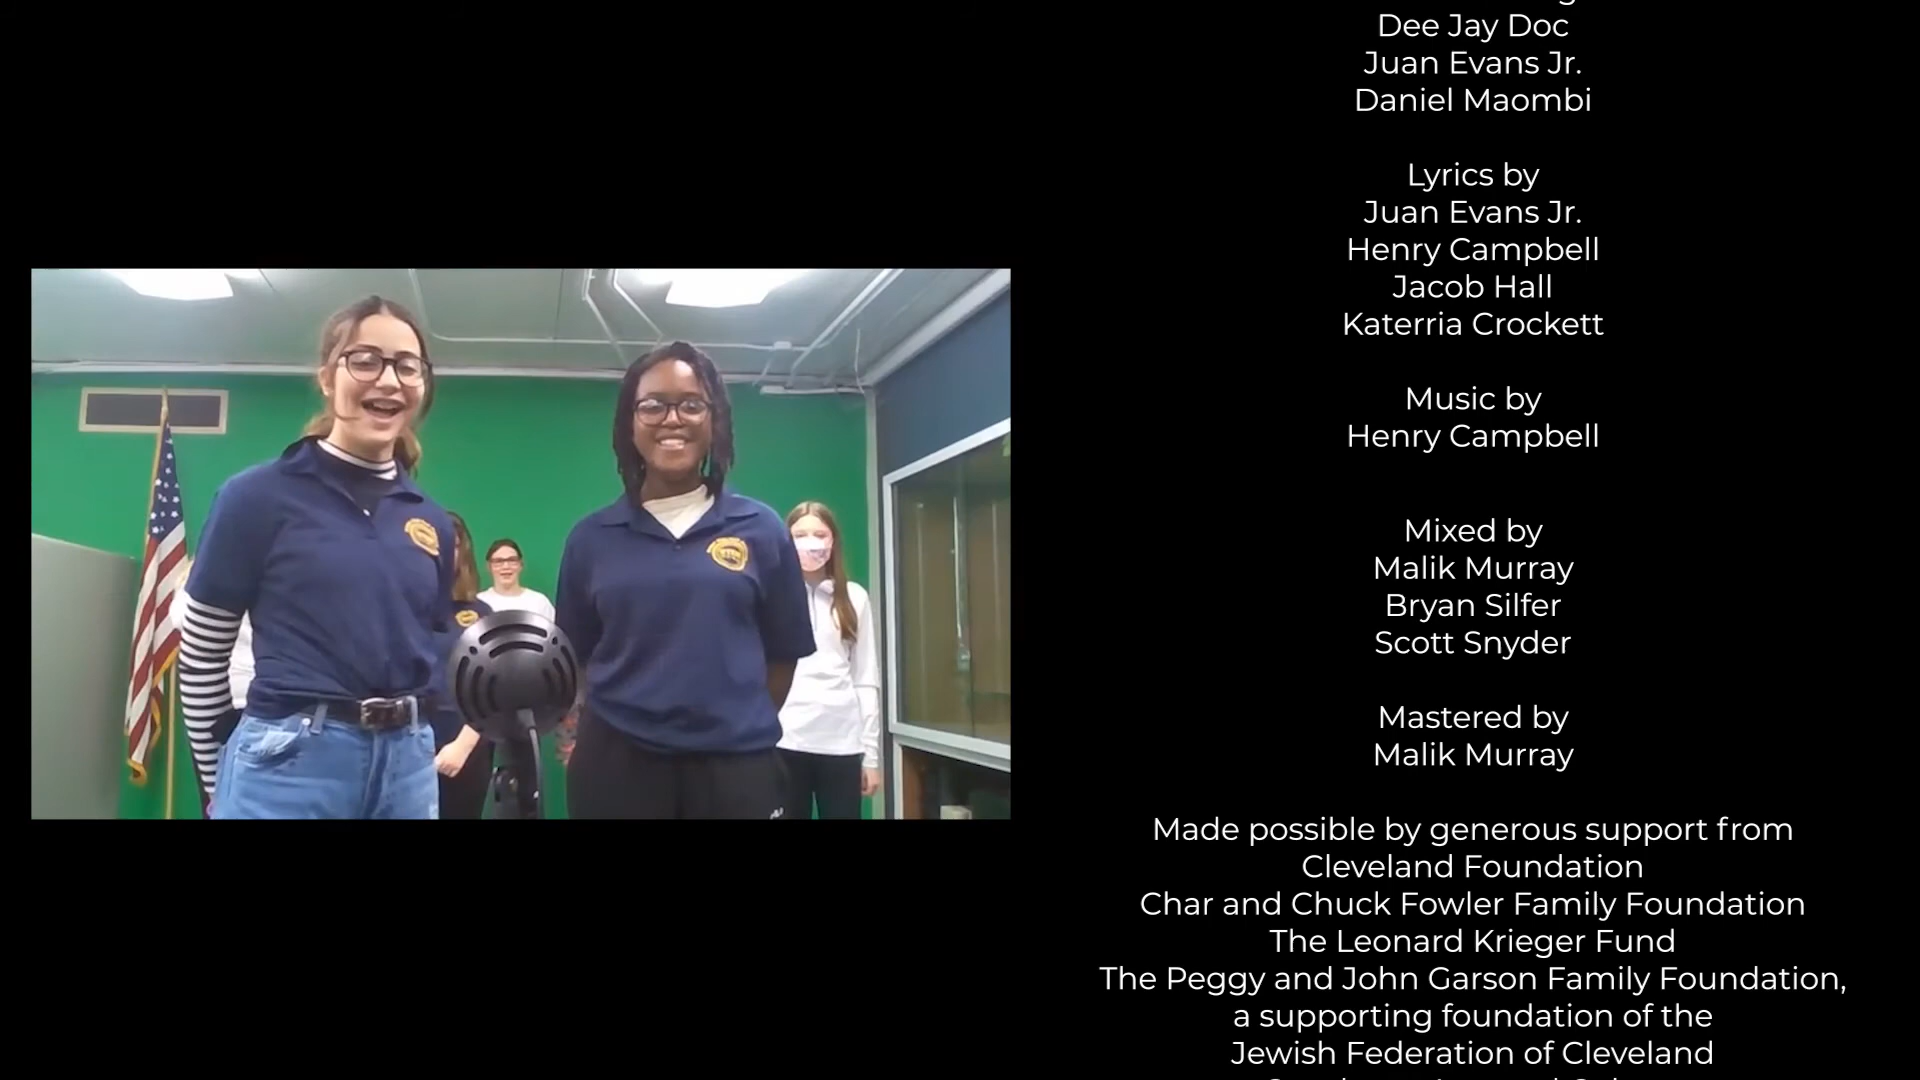 Dee Jay Doc
Juan Evans Jr.
Daniel Maombi
Lyrics by
Juan Evans Jr.
Henry Campbell
Jacob Hall
Katerria Crockett
Music by
Henry Campbell
Mixed by
Malik Murray
Bryan Silfer
Scott Snyder
Mastered by
Malik Murray
Made possible by generous support from
Cleveland Foundation
Char and Chuck Fowler Family Foundation
The Leonard Krieger Fund
The Peggy and John Garson Family Foundation,
a supporting foundation of the
Jewish Federation of Cleveland